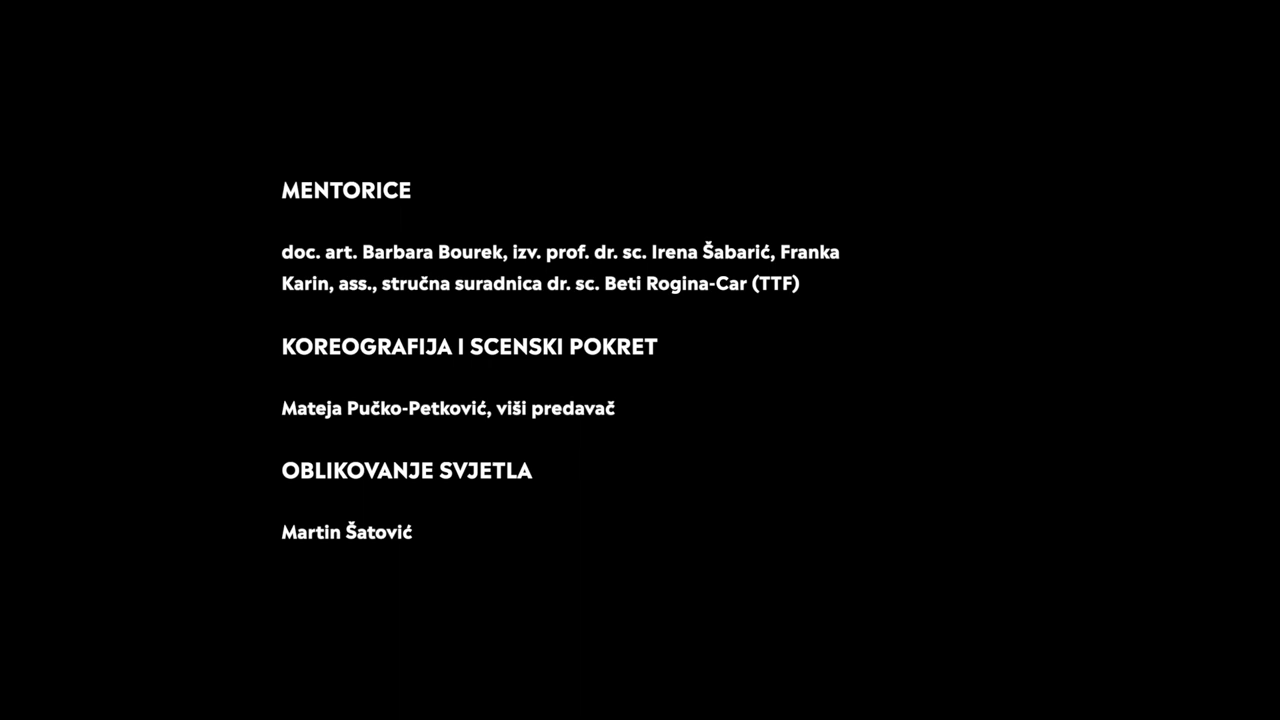 MENTORICE
doc. art. Barbara Bourek, izv. prof. dr. sc. Irena Šabarić, Franka
Karin, ass., stručna suradnica dr. sc. Beti Rogina-Car (TTF)
KOREOGRAFIJA I SCENSKI POKRET
Mateja Pučko-Petković, viši predavač
OBLIKOVANJE SVJETLA
Martin Šatović